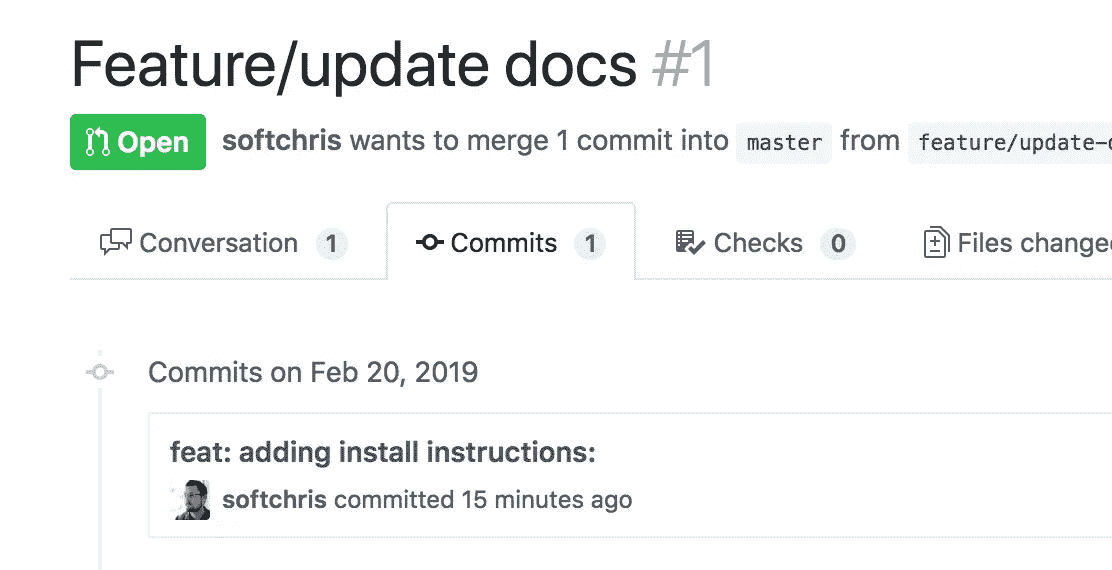 Feature/update docs #1
Open softchris wants to merge 1 commit into master from feature/update-
Conversation 1 Commits 1 Checks 0 Files change
Commits on Feb 20, 2019
feat: adding install instructions:
softchris committed 15 minutes ago